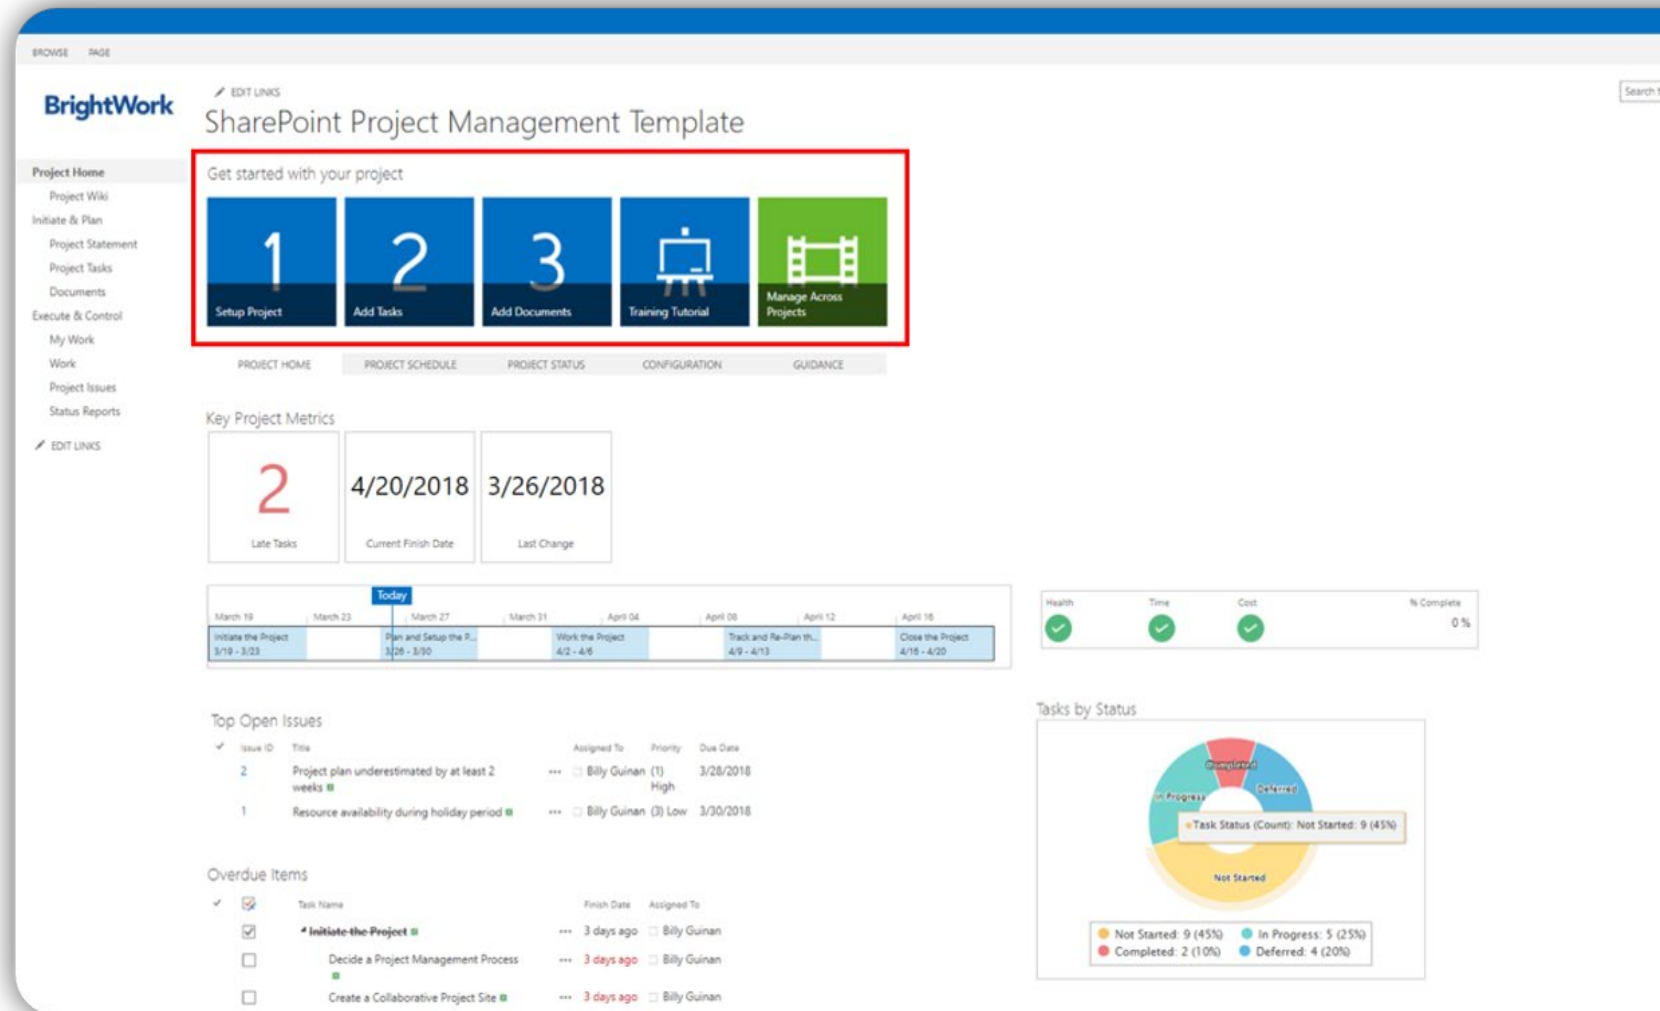 BROWSE PAGE
BrightWork
EDIT LINKS
SharePoint Project Management Template
Search t
Project Home
Project Wiki
Initiate & Plan
Project Statement
Project Tasks
Documents
Execute & Control
My Work
Work
Project Issues
Status Reports
EDIT LINKS
Get started with your project
1 2 3
Setup Project Add Tasks Add Documents Training Tutorial Manage Across
Projects
PROJECT HOME PROJECT SCHEDULE PROJECT STATUS CONFIGURATION GUIDANCE
Key Project Metrics
2 4/20/2018 3/26/2018
Late Tasks Current Finish Date Last Change
Today
March 19 March 23 March 27 March 31 April 04 April 08 April 12 April 16
Initiate the Project Plan and Setup the P... Work the Project Track and Re-Plan th... Close the Project
3/19 - 3/23 3/26 - 3/30 4/2 - 4/6 4/9 - 4/13 4/16 - 4/20
Health Time Cost % Complete
0 %
Top Open Issues
Issue ID Title Assigned To Priority Due Date
2 Project plan underestimated by at least 2 ... Billy Guinan (1) 3/28/2018
weeks High
1 Resource availability during holiday period ... Billy Guinan (3) Low 3/30/2018
Overdue Items
Task Name Finish Date Assigned To
Initiate the Project ... 3 days ago Billy Guinan
Decide a Project Management Process ... 3 days ago Billy Guinan
Create a Collaborative Project Site ... 3 days ago Billy Guinan
Tasks by Status
Completed
Deferred
In Progress
Task Status (Count): Not Started: 9 (45%)
Not Started
Not Started: 9 (45%) In Progress: 5 (25%)
Completed: 2 (10%) Deferred: 4 (20%)